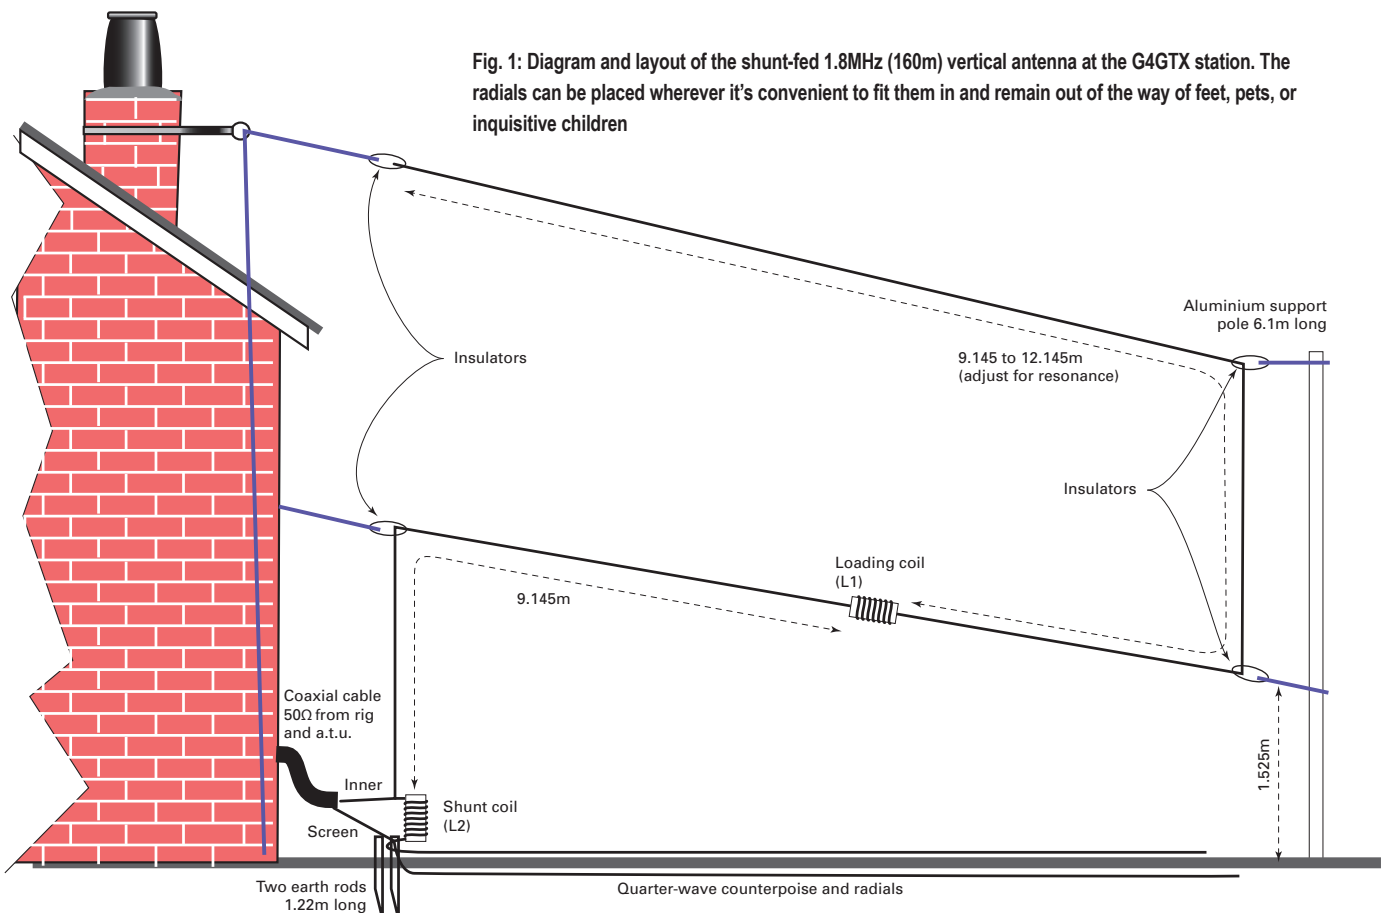 Fig. 1: Diagram and layout of the shunt-fed 1.8MHz (160m) vertical antenna at the G4GTX station. The
radials can be placed wherever it's convenient to fit them in and remain out of the way of feet, pets, or
inquisitive children
Aluminium support
pole 6.1m long
Insulators
9.145 to 12.145m
(adjust for resonance)
Insulators
Loading coil
(L1)
9.145m
Coaxial cable
50Ω from rig
and a.t.u.
1.525m
Inner
Shunt coil
(L2)
Screen
Two earth rods
1.22m long
Quarter-wave counterpoise and radials